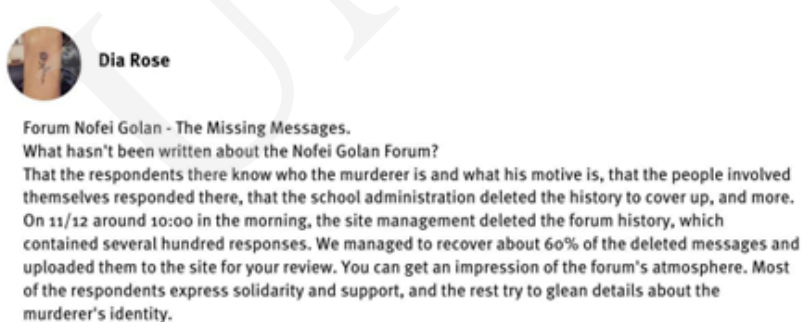 Dia Rose
Forum Nofei Golan - The Missing Messages.
What hasn't been written about the Nofei Golan Forum?
That the respondents there know who the murderer is and what his motive is, that the people involved
themselves responded there, that the school administration deleted the history to cover up, and more.
On 11/12 around 10:00 in the morning, the site management deleted the forum history, which
contained several hundred responses. We managed to recover about 60% of the deleted messages and
uploaded them to the site for your review. You can get an impression of the forum's atmosphere. Most
of the respondents express solidarity and support, and the rest try to glean details about the
murderer's identity.